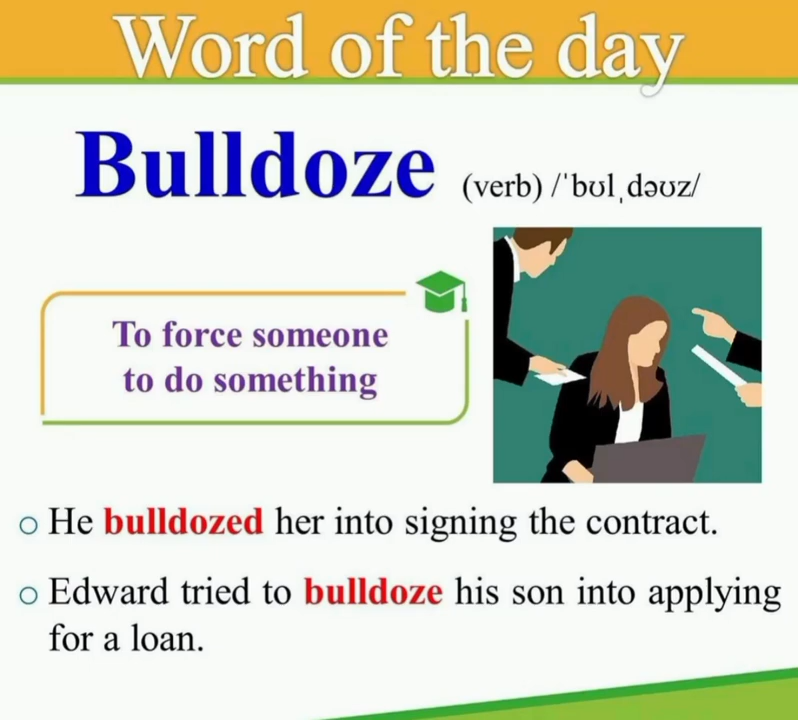 Word of the day
Bulldoze (verb) /ˈbʊlˌdəʊz/
To force someone
to do something
○ He bulldozed her into signing the contract.
○ Edward tried to bulldoze his son into applying
for a loan.